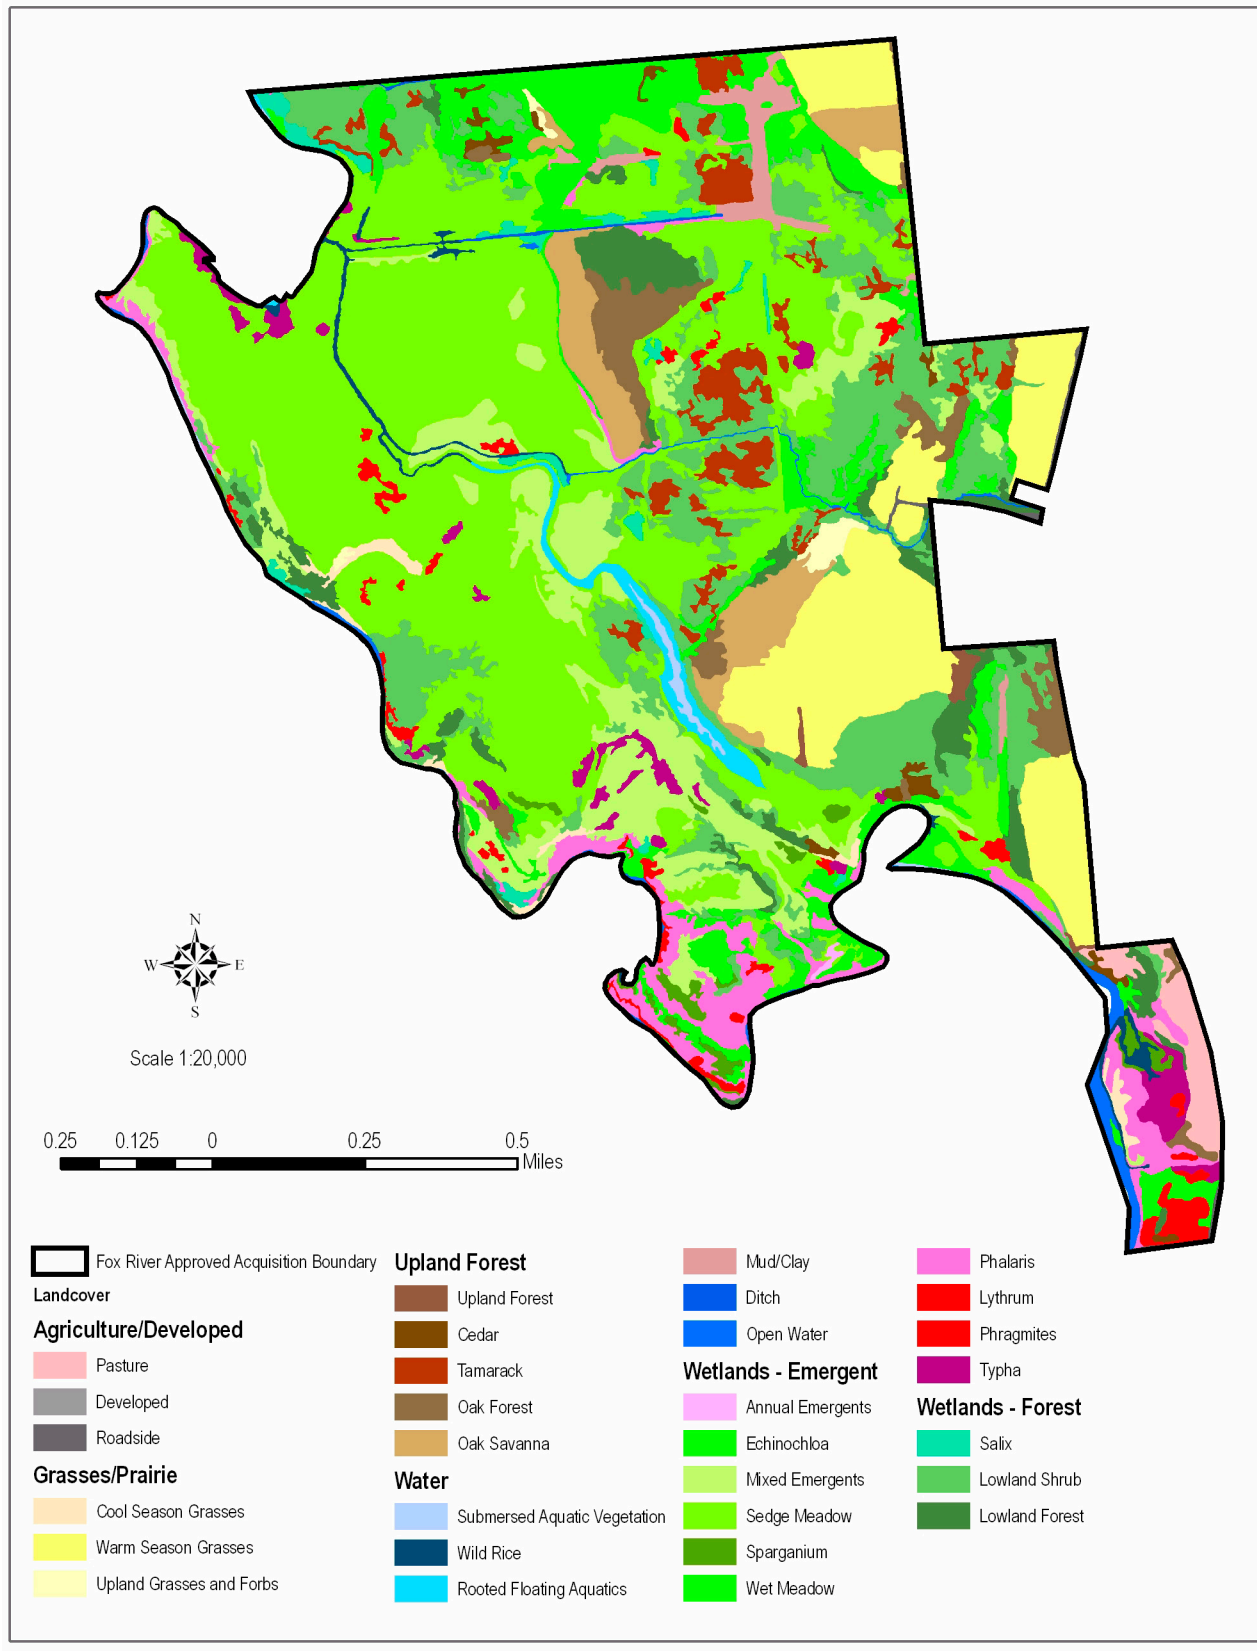 N
W E
S
Scale 1:20,000
0.25 0.125 0 0.25 0.5
Miles
Fox River Approved Acquisition Boundary
Landcover
Agriculture/Developed
Pasture
Developed
Roadside
Grasses/Prairie
Cool Season Grasses
Warm Season Grasses
Upland Grasses and Forbs
Upland Forest
Upland Forest
Cedar
Tamarack
Oak Forest
Oak Savanna
Water
Submersed Aquatic Vegetation
Wild Rice
Rooted Floating Aquatics
Mud/Clay
Ditch
Open Water
Wetlands - Emergent
Annual Emergents
Echinochloa
Mixed Emergents
Sedge Meadow
Sparganium
Wet Meadow
Phalaris
Lythrum
Phragmites
Typha
Wetlands - Forest
Salix
Lowland Shrub
Lowland Forest